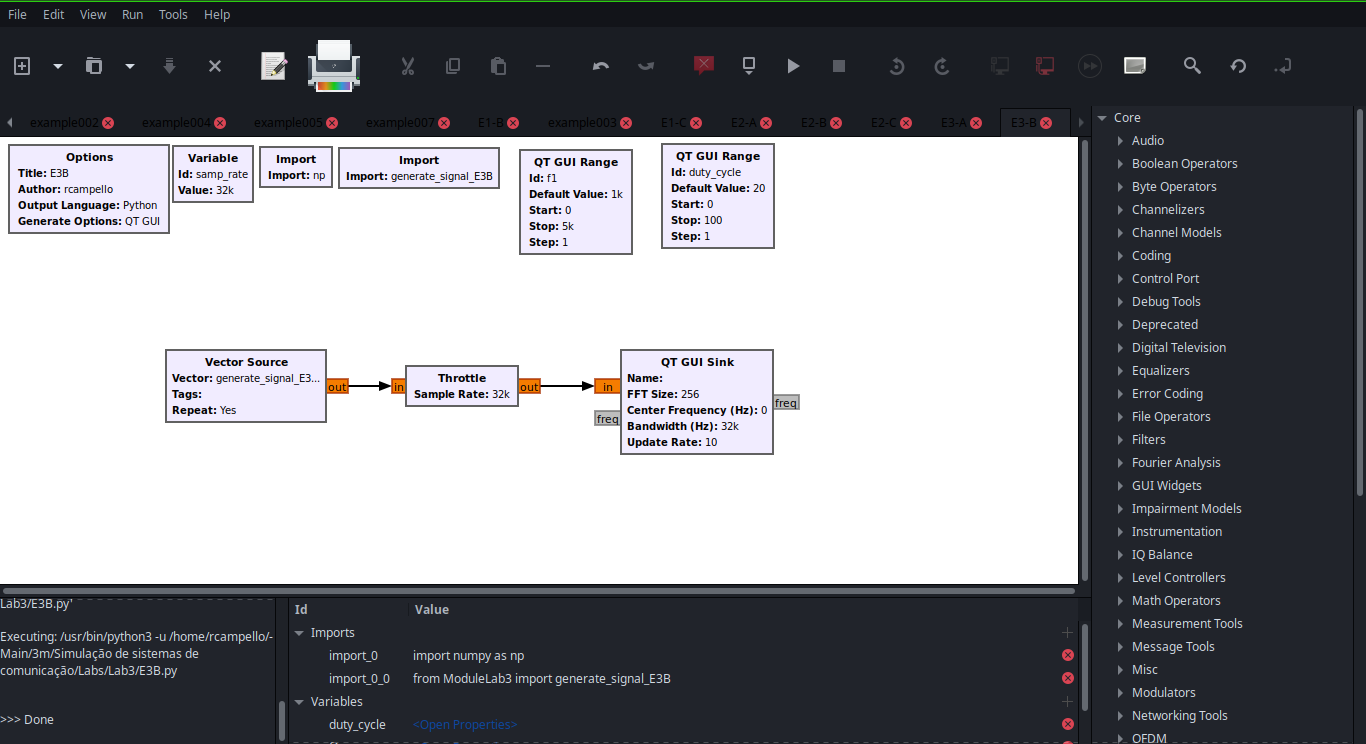 File Edit View Run Tools Help
example002 example004 example005 example007 E1-B example003 E1-C E2-A E2-B E2-C E3-A E3-B
Options
Title: E3B
Author: rcampello
Output Language: Python
Generate Options: QT GUI
Variable
Id: samp_rate
Value: 32k
Import
Import: np
Import
Import: generate_signal_E3B
QT GUI Range
Id: f1
Default Value: 1k
Start: 0
Stop: 5k
Step: 1
QT GUI Range
Id: duty_cycle
Default Value: 20
Start: 0
Stop: 100
Step: 1
Vector Source
Vector: generate_signal_E3...
Tags:
Repeat: Yes
out
in
Throttle
Sample Rate: 32k
out
in
freq
QT GUI Sink
Name:
FFT Size: 256
Center Frequency (Hz): 0
Bandwidth (Hz): 32k
Update Rate: 10
freq
Core
Audio
Boolean Operators
Byte Operators
Channelizers
Channel Models
Coding
Control Port
Debug Tools
Deprecated
Digital Television
Equalizers
Error Coding
File Operators
Filters
Fourier Analysis
GUI Widgets
Impairment Models
Instrumentation
IQ Balance
Level Controllers
Math Operators
Measurement Tools
Message Tools
Misc
Modulators
Networking Tools
OFDM
Lab3/E3B.py'
Executing: /usr/bin/python3 -u /home/rcampello/-
Main/3m/Simulação de sistemas de
comunicação/Labs/Lab3/E3B.py
>>> Done
Id Value
Imports
import_0 import numpy as np
import_0_0 from ModuleLab3 import generate_signal_E3B
Variables
duty_cycle <Open Properties>